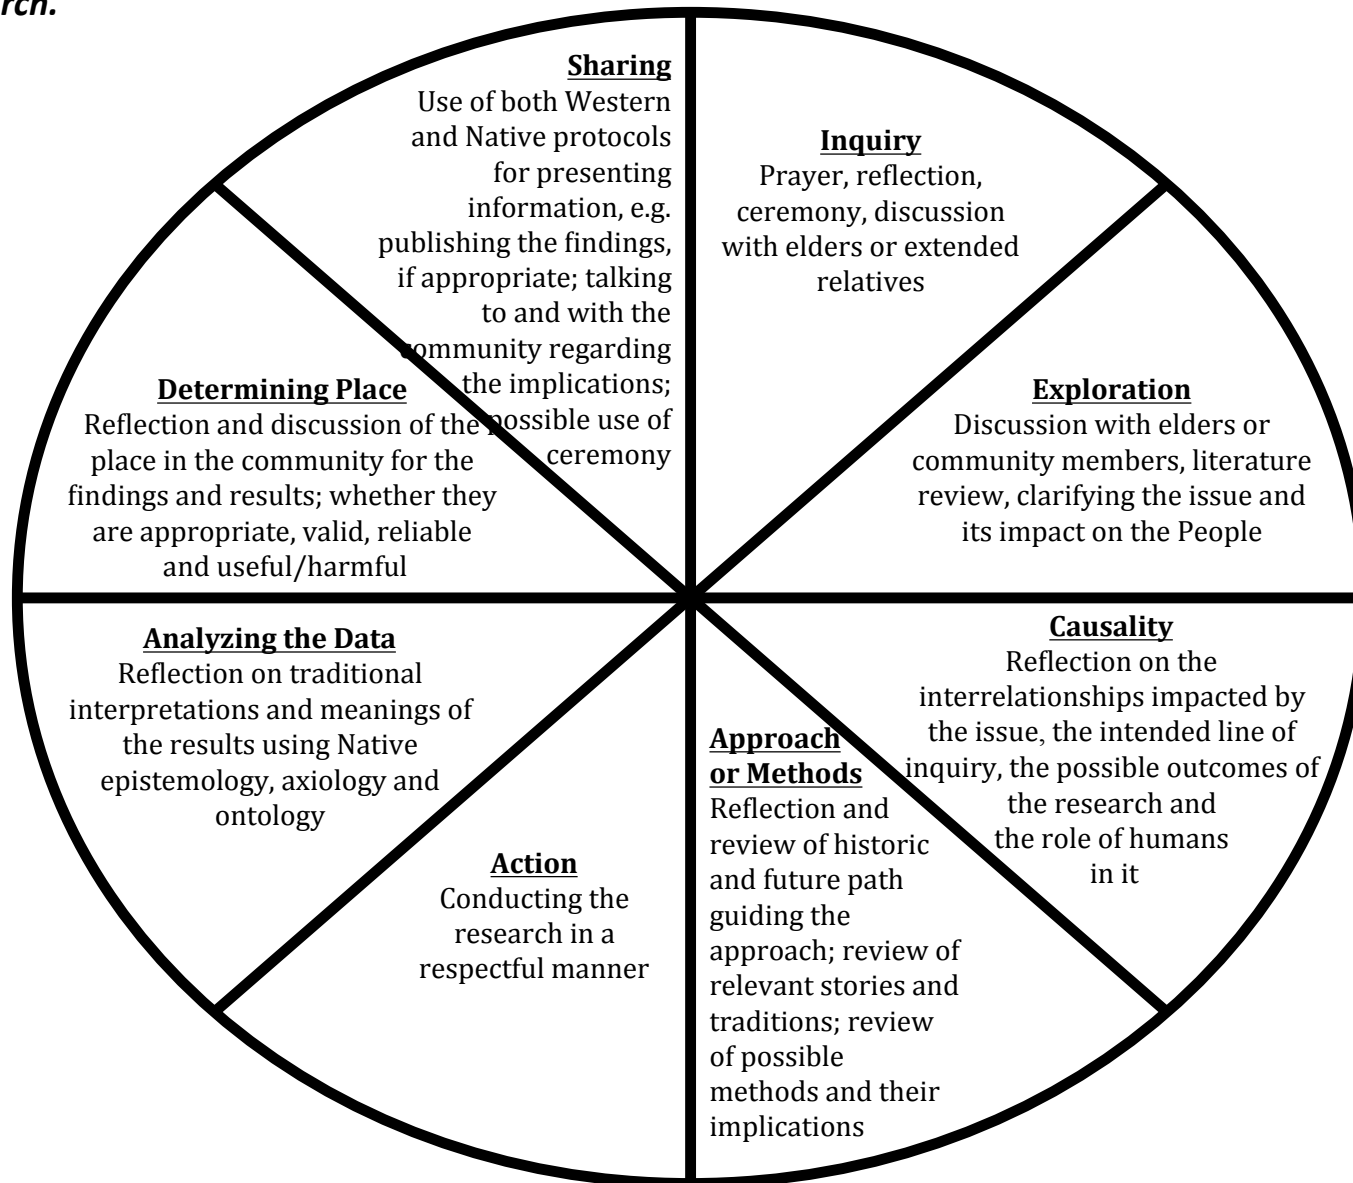 rch.
Sharing
Use of both Western
and Native protocols
for presenting
information, e.g.
publishing the findings,
if appropriate; talking
to and with the
community regarding
the implications;
possible use of
ceremony
Inquiry
Prayer, reflection,
ceremony, discussion
with elders or extended
relatives
Exploration
Discussion with elders or
community members, literature
review, clarifying the issue and
its impact on the People
Causality
Reflection on the
interrelationships impacted by
the issue, the intended line of
inquiry, the possible outcomes of
the research and
the role of humans
in it
Approach
or Methods
Reflection and
review of historic
and future path
guiding the
approach; review of
relevant stories and
traditions; review
of possible
methods and their
implications
Action
Conducting the
research in a
respectful manner
Analyzing the Data
Reflection on traditional
interpretations and meanings of
the results using Native
epistemology, axiology and
ontology
Determining Place
Reflection and discussion of the
place in the community for the
findings and results; whether they
are appropriate, valid, reliable
and useful/harmful